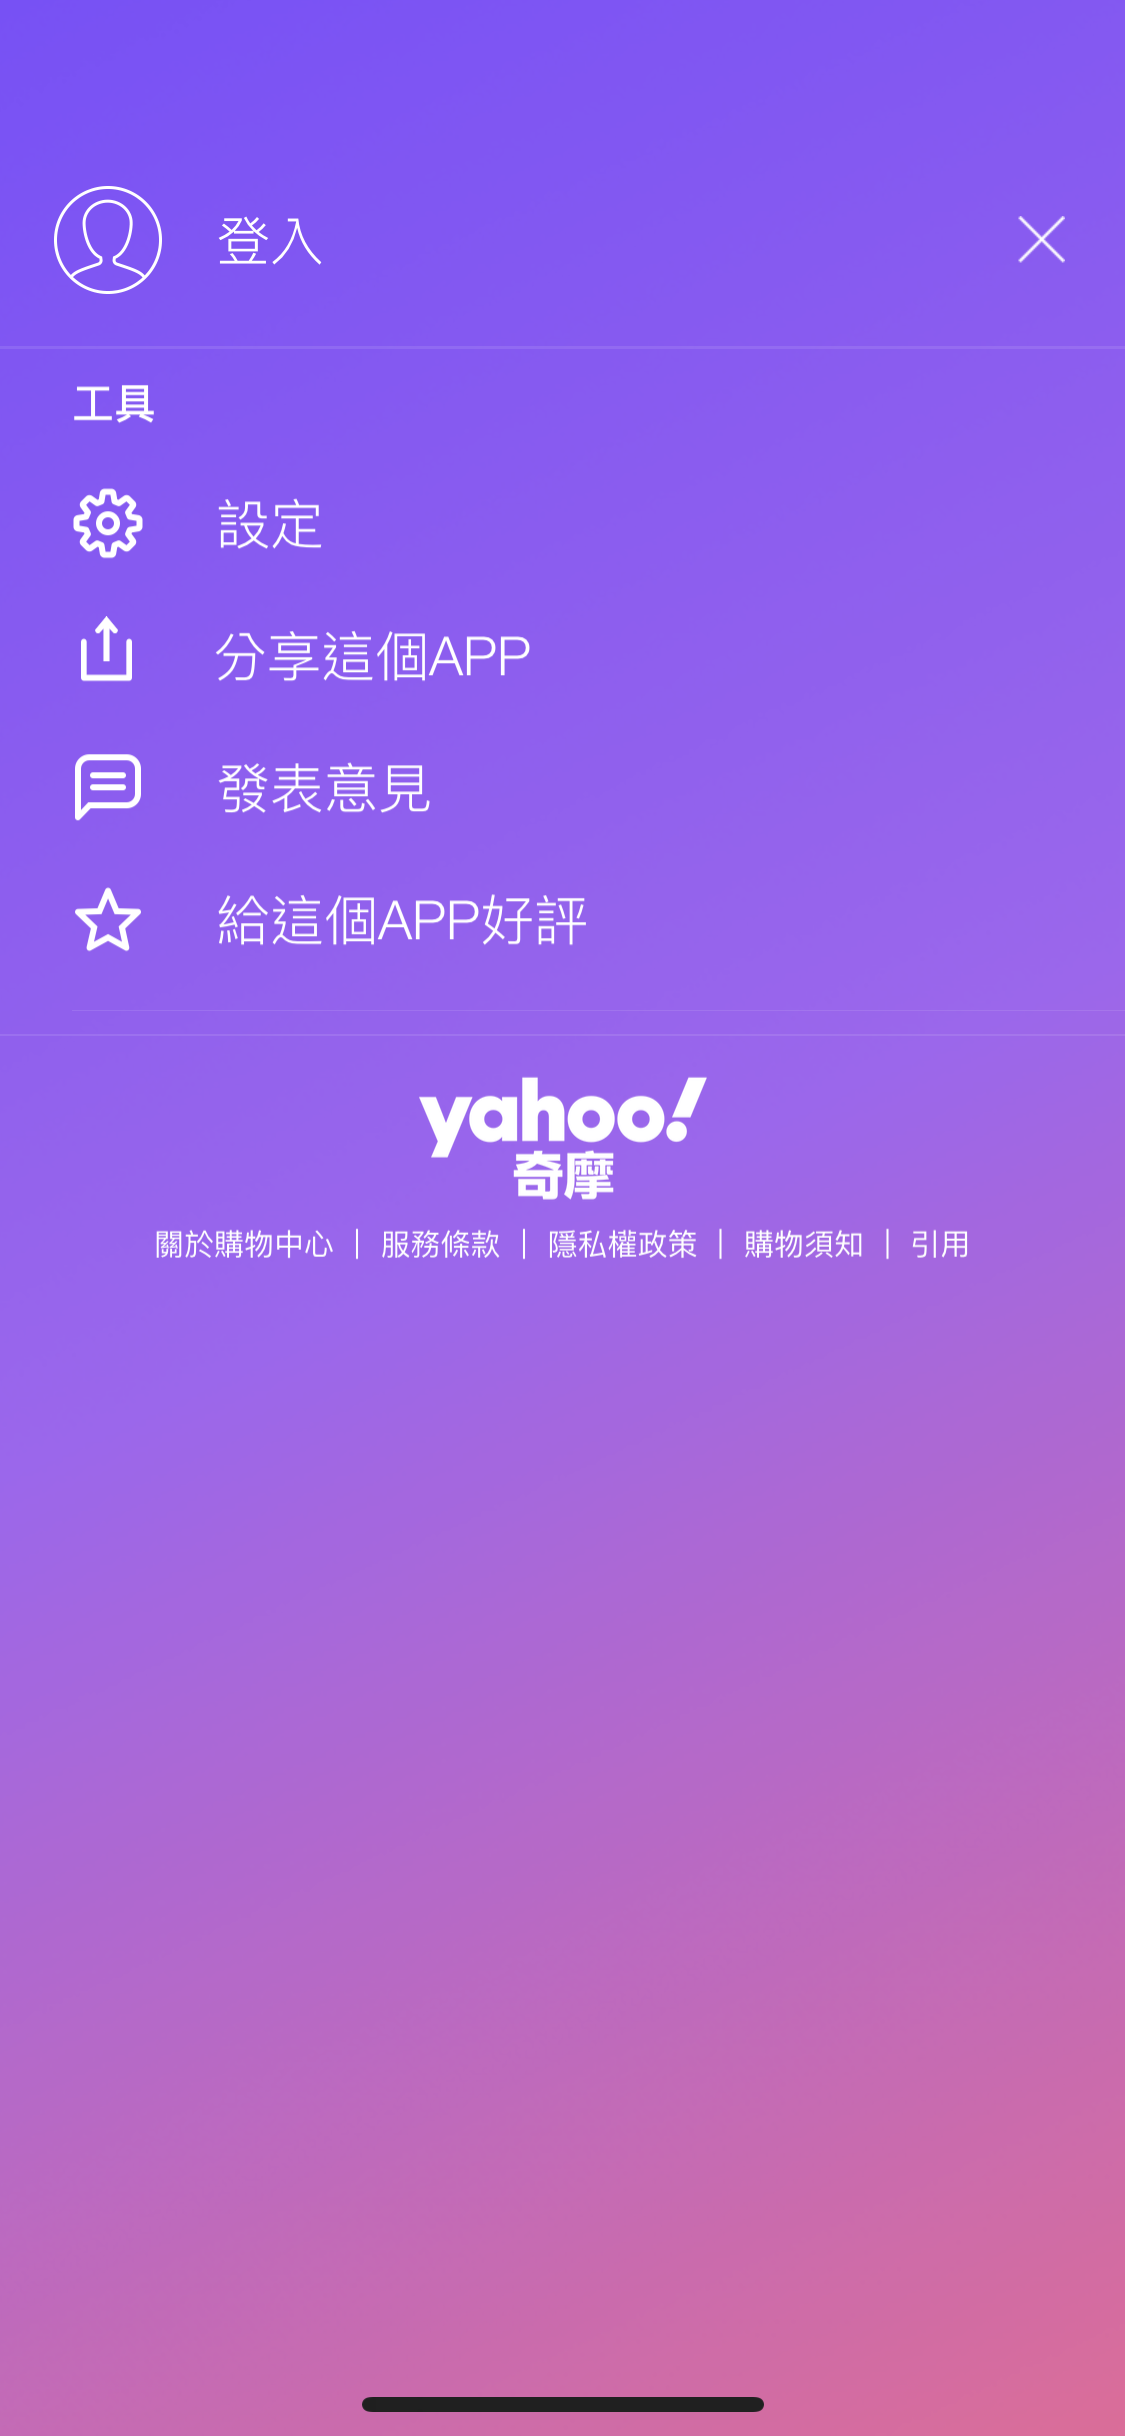 登入
工具
設定
分享這個APP
發表意見
給這個APP好評
yahoo!
奇摩
關於購物中心 | 服務條款 | 隱私權政策 | 購物須知 | 引用